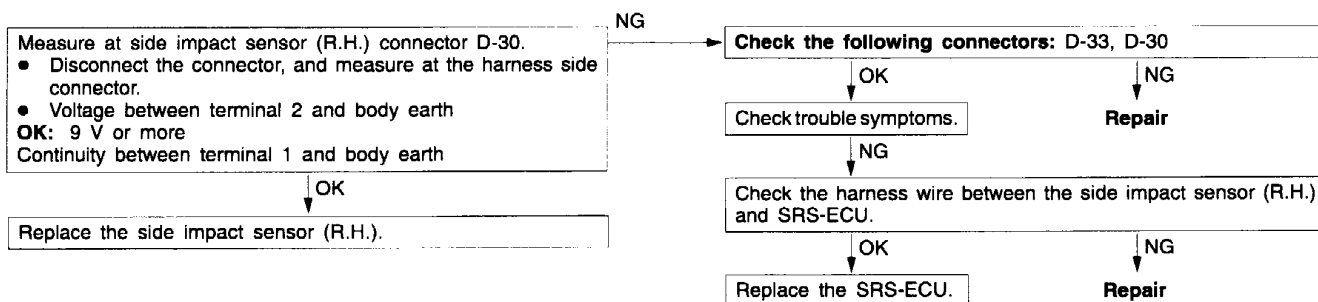 Measure at side impact sensor (R.H.) connector D-30.
● Disconnect the connector, and measure at the harness side
connector.
● Voltage between terminal 2 and body earth
OK: 9 V or more
Continuity between terminal 1 and body earth
OK
Replace the side impact sensor (R.H.).
NG
Check the following connectors: D-33, D-30
OK
NG
Check trouble symptoms.
Repair
NG
Check the harness wire between the side impact sensor (R.H.)
and SRS-ECU.
OK
NG
Replace the SRS-ECU.
Repair